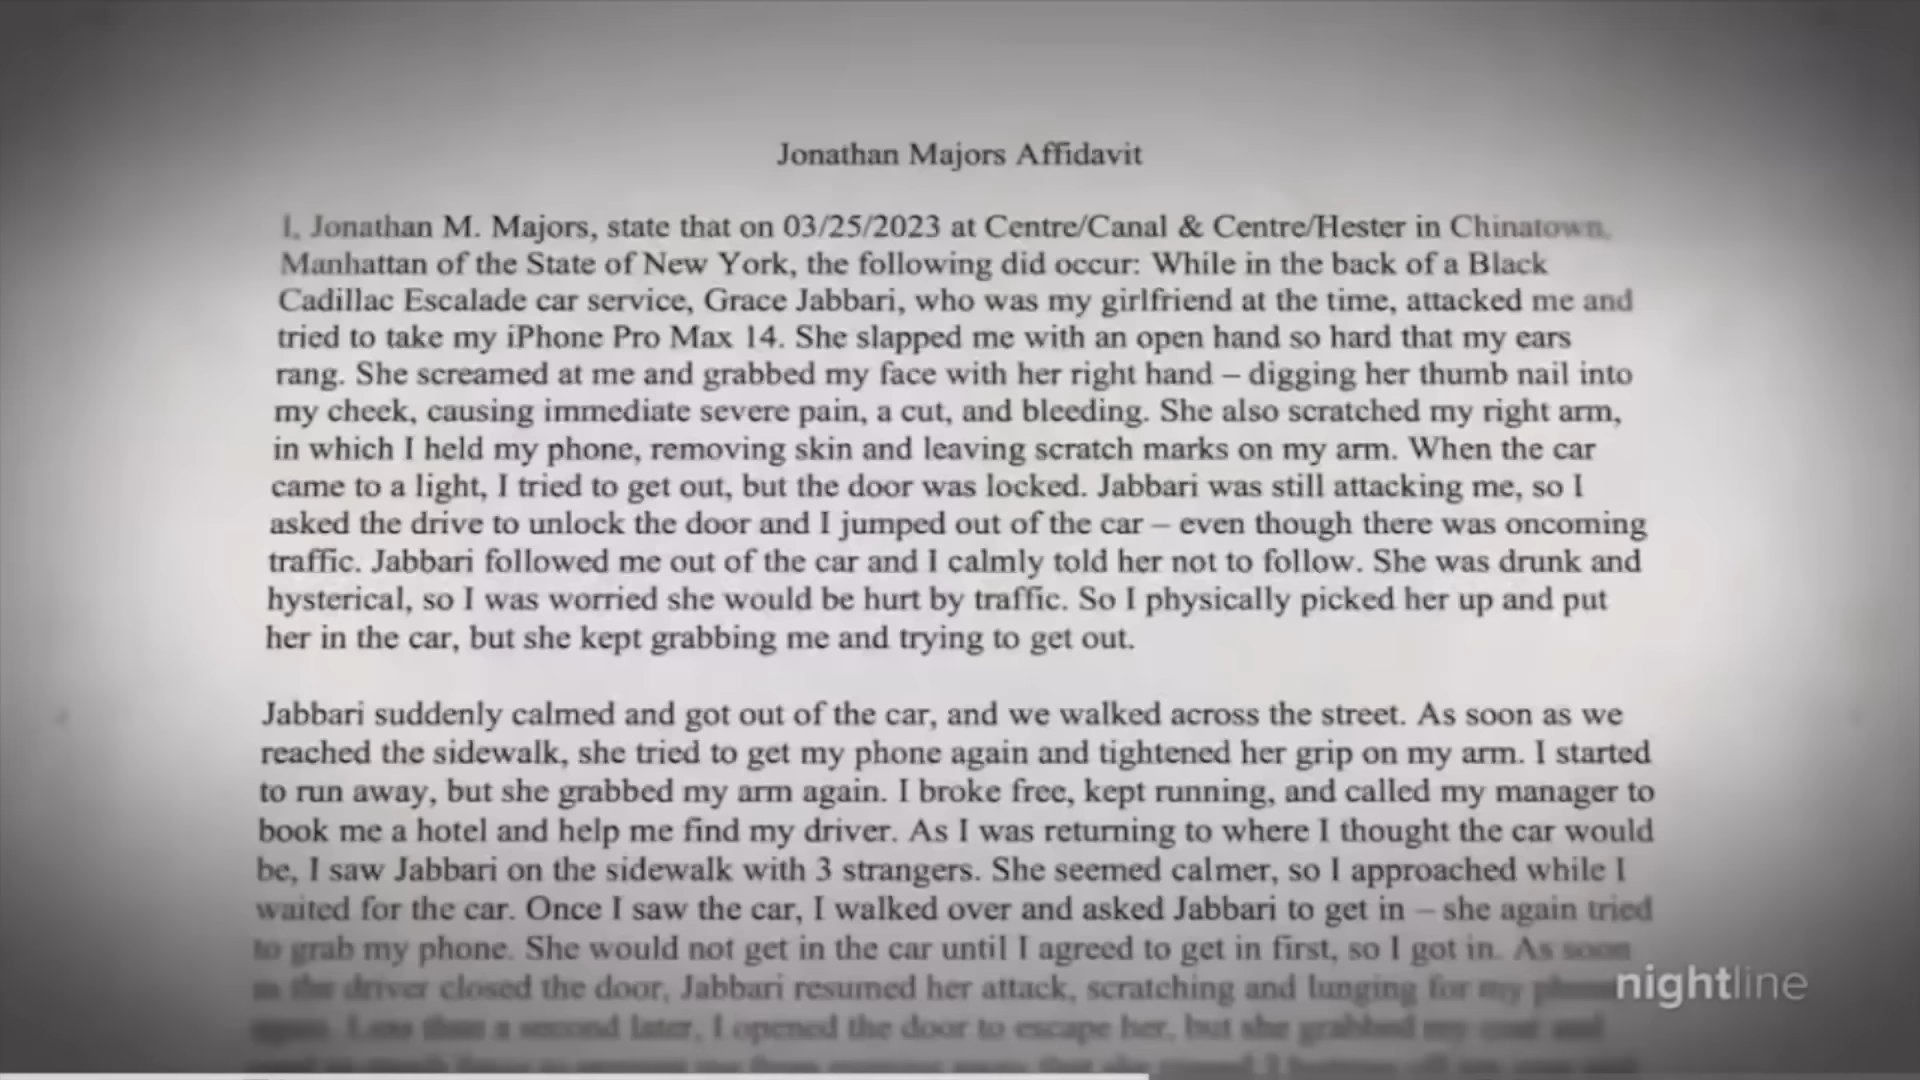 Jonathan Majors Affidavit
I, Jonathan M. Majors, state that on 03/25/2023 at Centre/Canal & Centre/Hester in Chinatown,
Manhattan of the State of New York, the following did occur: While in the back of a Black
Cadillac Escalade car service, Grace Jabbari, who was my girlfriend at the time, attacked me and
tried to take my iPhone Pro Max 14. She slapped me with an open hand so hard that my ears
rang. She screamed at me and grabbed my face with her right hand – digging her thumb nail into
my cheek, causing immediate severe pain, a cut, and bleeding. She also scratched my right arm,
in which I held my phone, removing skin and leaving scratch marks on my arm. When the car
came to a light, I tried to get out, but the door was locked. Jabbari was still attacking me, so I
asked the drive to unlock the door and I jumped out of the car – even though there was oncoming
traffic. Jabbari followed me out of the car and I calmly told her not to follow. She was drunk and
hysterical, so I was worried she would be hurt by traffic. So I physically picked her up and put
her in the car, but she kept grabbing me and trying to get out.
Jabbari suddenly calmed and got out of the car, and we walked across the street. As soon as we
reached the sidewalk, she tried to get my phone again and tightened her grip on my arm. I started
to run away, but she grabbed my arm again. I broke free, kept running, and called my manager to
book me a hotel and help me find my driver. As I was returning to where I thought the car would
be, I saw Jabbari on the sidewalk with 3 strangers. She seemed calmer, so I approached while I
waited for the car. Once I saw the car, I walked over and asked Jabbari to get in – she again tried
to grab my phone. She would not get in the car until I agreed to get in first, so I got in. As soon
as the driver closed the door, Jabbari resumed her attack, scratching and lunging for my
again. Less than a second later, I opened the door to escape her, but she grabbed my and
nightline